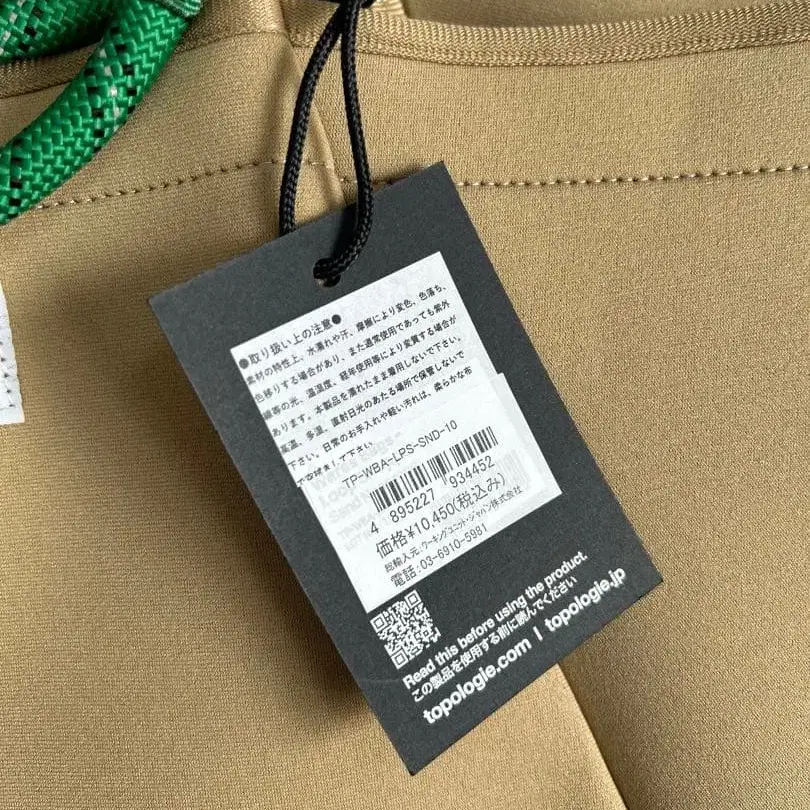 ●取り扱い上の注意●
素材の特性上、水濡れや汗、摩擦により変色、色落ち、
色移りする場合があり、また通常使用であっても紫外
線等の光、温湿度、経年使用等により変質する場合が
あります。本製品を濡れたまま着用しないで下さい。
高温、多湿、直射日光のあたる場所で保管しないで
下さい。日常のお手入れや軽い汚れは、柔らかな布
で
下さい。
TP-WBA-LPS-SND-10
4 895227 934452
価格¥10,450(税込み)
総輸入元:ワーキングユニット・ジャパン株式会社
電話:03-6910-5981
Read this before using the product.
この製品を使用する前に読んでください
topologie.com | topologie.jp